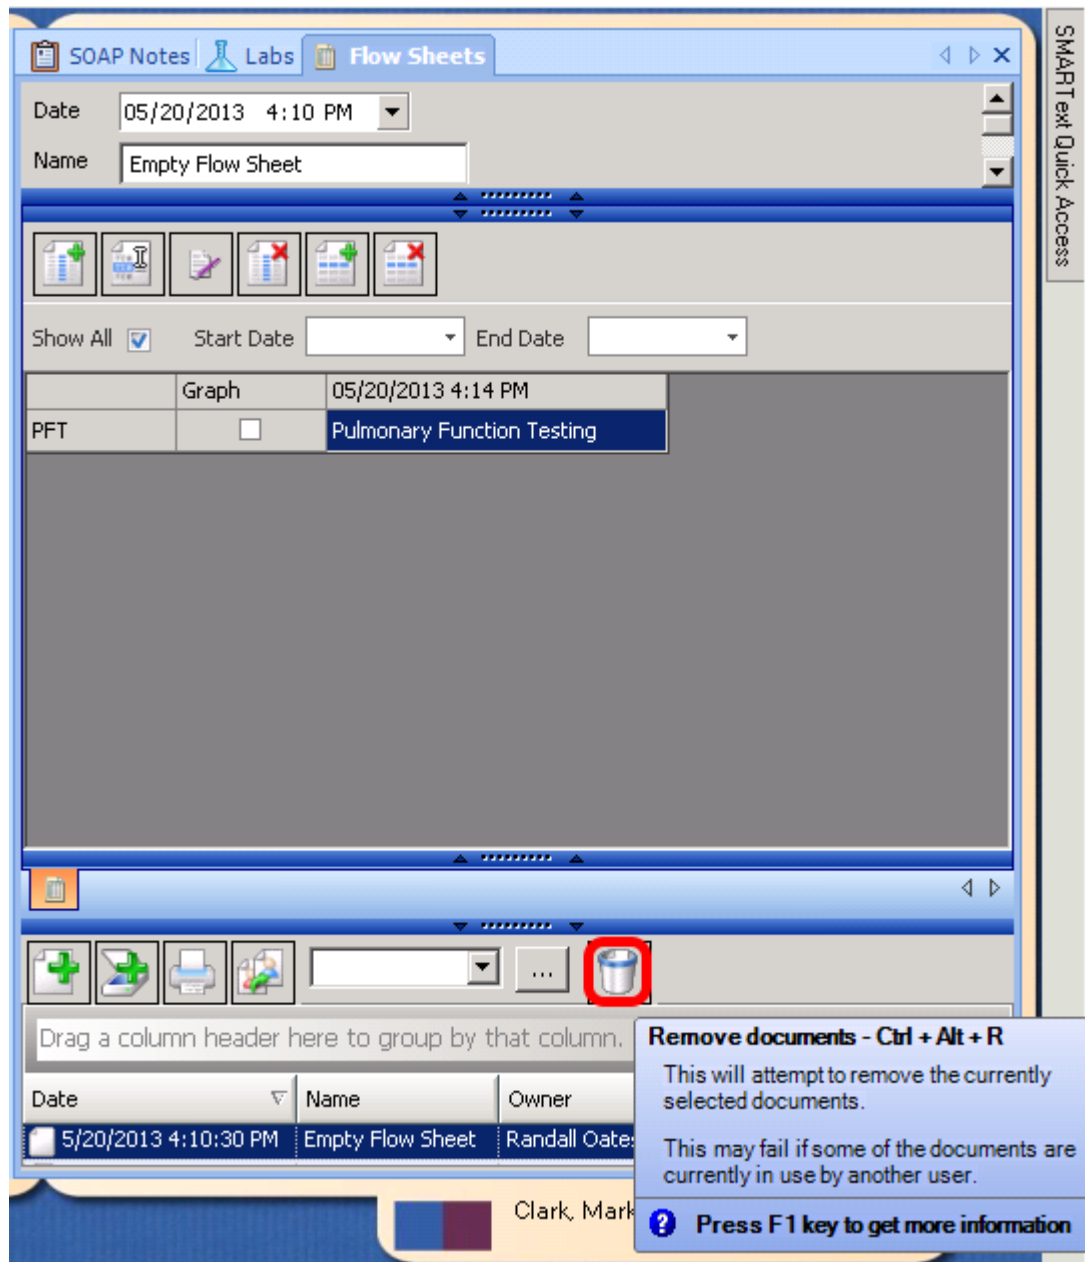 SOAP Notes Labs Flow Sheets
SMARText Quick Access
Date 05/20/2013 4:10 PM
Name Empty Flow Sheet
Show All Start Date End Date
Graph 05/20/2013 4:14 PM
PFT Pulmonary Function Testing
...
Drag a column header here to group by that column.
Remove documents - Ctrl + Alt + R
This will attempt to remove the currently
selected documents.
This may fail if some of the documents are
currently in use by another user.
Press F1 key to get more information
Date Name Owner
5/20/2013 4:10:30 PM Empty Flow Sheet Randall Oates
Clark, Mark